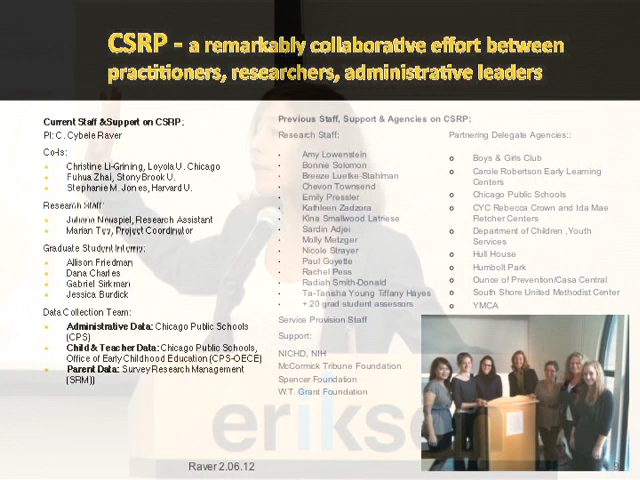 CSRP - a remarkably collaborative effort between
practitioners, researchers, administrative leaders
Current Staff &Support on CSRP:
PI: C. Cybele Raver
Co-Is:
Christine Li-Grining, Loyola U. Chicago
Fuhua Zhai, Stony Brook U.
Stephanie M. Jones, Harvard U.
Research Staff:
Juliana Neuspiel, Research Assistant
Marian Toy, Project Coordinator
Graduate Student Interns:
Allison Friedman
Dana Charles
Gabriel Sirkman
Jessica Burdick
Data Collection Team:
Administrative Data: Chicago Public Schools
(CPS)
Child & Teacher Data: Chicago Public Schools,
Office of Early Childhood Education (CPS-OECE)
Parent Data: Survey Research Management
(SRM))
Previous Staff, Support & Agencies on CSRP:
Research Staff:
Amy Lowenstein
Bonnie Solomon
Breeze Luetke-Stahlman
Chevon Townsend
Emily Pressler
Kathleen Zadzora
Kina Smallwood Latriese
Sardin Adjei
Molly Metzger
Nicole Strayer
Paul Goyette
Rachel Pess
Radiah Smith-Donald
Ta-Tanisha Young Tiffany Hayes
+ 20 grad student assessors
Service Provision Staff
Support:
NICHD, NIH
McCormick Tribune Foundation
Spencer Foundation
W.T. Grant Foundation
Partnering Delegate Agencies::
o Boys & Girls Club
o Carole Robertson Early Learning
Centers
o Chicago Public Schools
o CYC Rebecca Crown and Ida Mae
Fletcher Centers
o Department of Children ,Youth
Services
o Hull House
o Humbolt Park
o Ounce of Prevention/Casa Central
o South Shore United Methodist Center
o YMCA
erikson
Raver 2.06.12
9